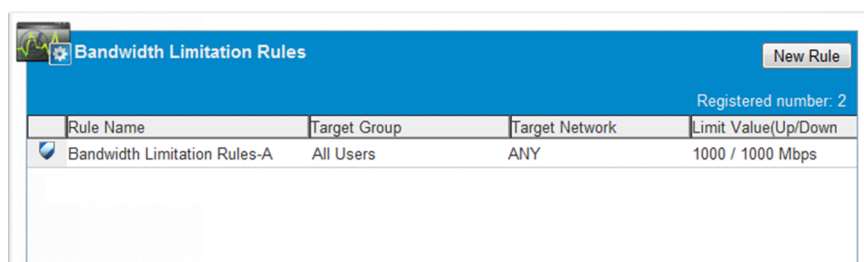 Bandwidth Limitation Rules
New Rule
Registered number: 2
Rule Name Target Group Target Network Limit Value(Up/Down
Bandwidth Limitation Rules-A All Users ANY 1000 / 1000 Mbps